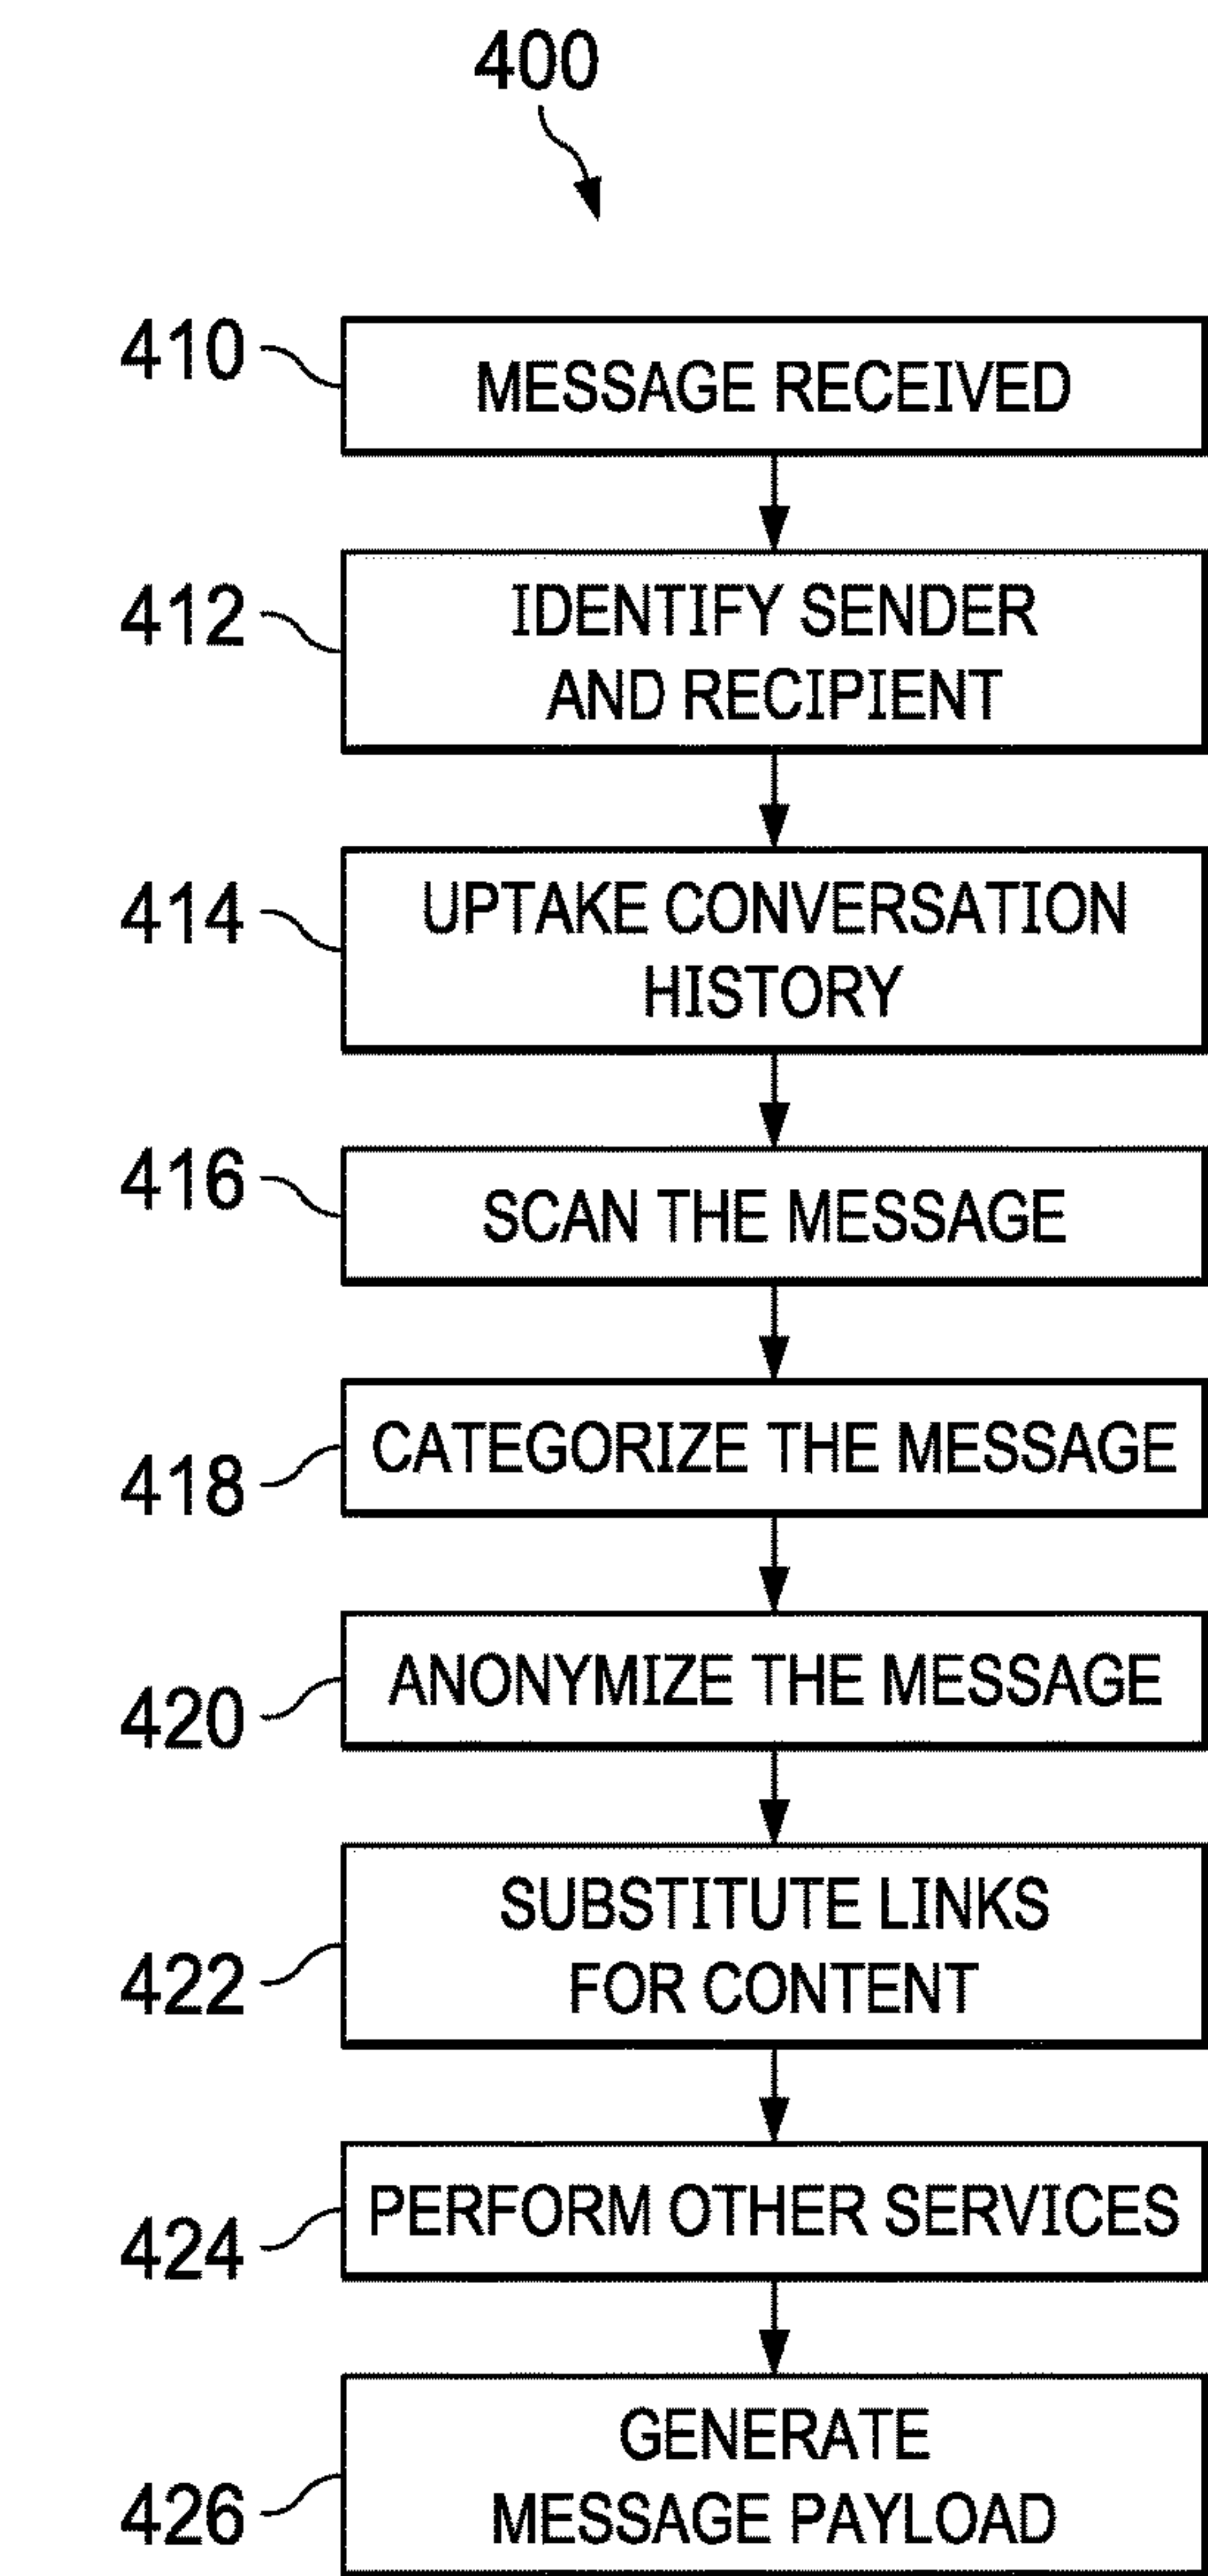 400
410
MESSAGE RECEIVED
412
IDENTIFY SENDER
AND RECIPIENT
414
UPTAKE CONVERSATION
HISTORY
416
SCAN THE MESSAGE
418
CATEGORIZE THE MESSAGE
420
ANONYMIZE THE MESSAGE
422
SUBSTITUTE LINKS
FOR CONTENT
424
PERFORM OTHER SERVICES
426
GENERATE
MESSAGE PAYLOAD